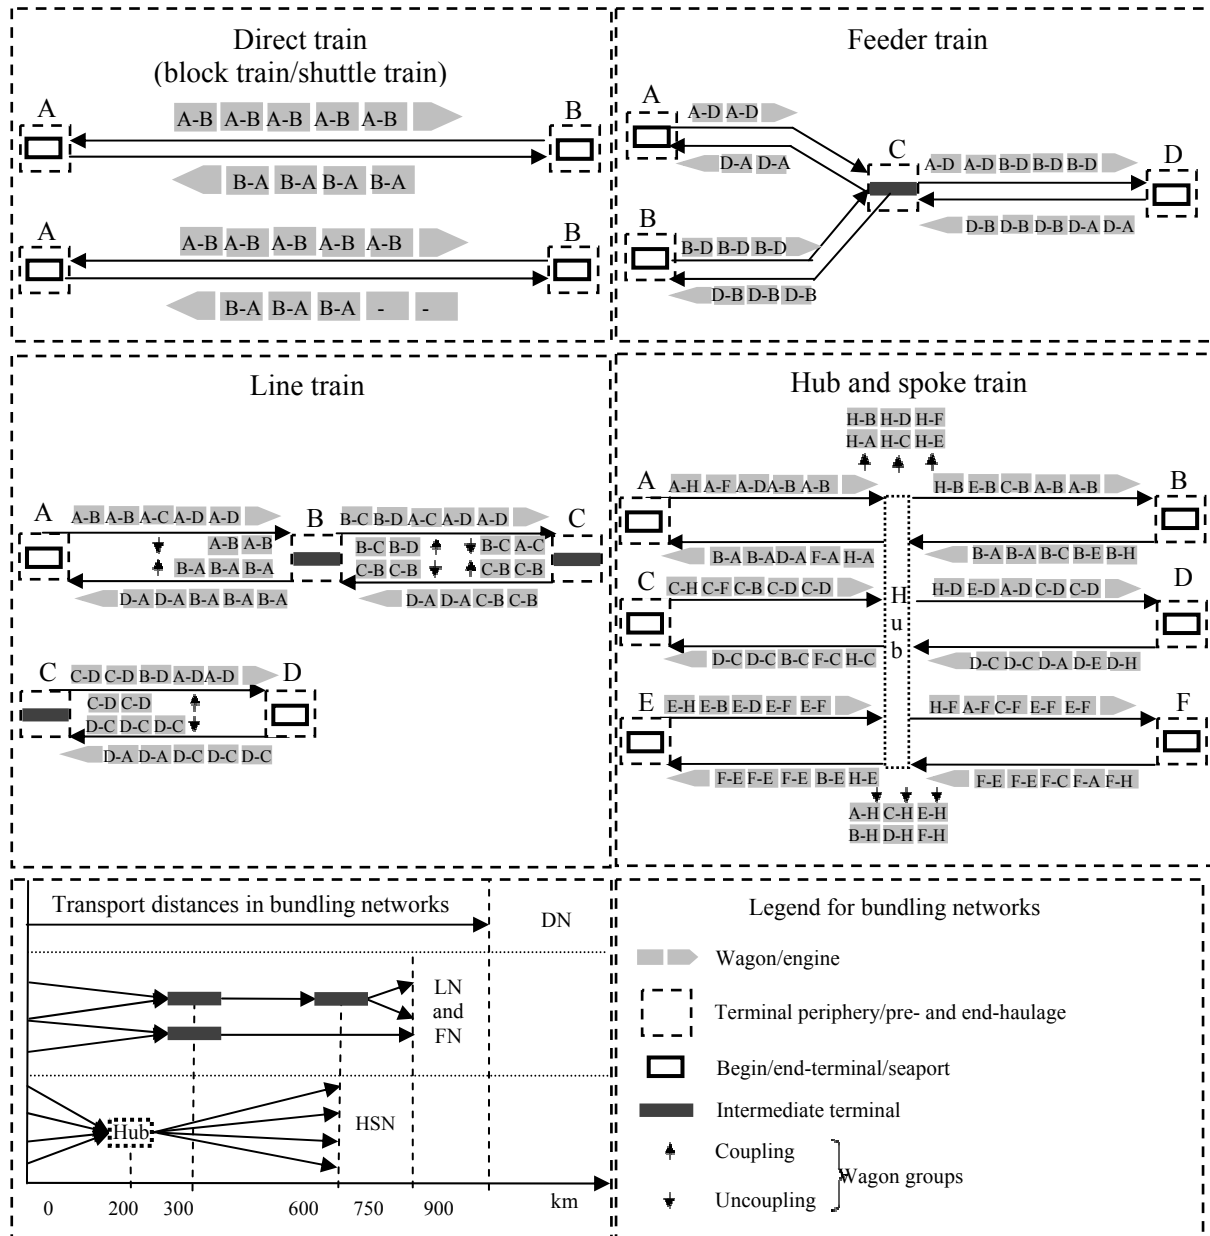 Direct train
(block train/shuttle train)
A
A-B A-B A-B A-B A-B
B
B-A B-A B-A B-A
A
A-B A-B A-B A-B A-B
B
B-A B-A B-A - -
Feeder train
A
A-D A-D
D-A D-A
C
A-D A-D B-D B-D B-D
D
D-B D-B D-B D-A D-A
B
B-D B-D B-D
D-B D-B D-B
Line train
A
A-B A-B A-C A-D A-D
B
B-C B-D A-C A-D A-D
C
A-B A-B
B-A B-A B-A
B-C B-D
B-C A-C
C-B C-B
C-B C-B
D-A D-A B-A B-A B-A
D-A D-A C-B C-B
C
C-D C-D B-D A-D A-D
D
C-D C-D
D-C D-C D-C
D-A D-A D-C D-C D-C
Hub and spoke train
H-B H-D H-F
H-A H-C H-E
A
A-H A-F A-D A-B A-B
H-B E-B C-B A-B A-B
B
B-A B-A D-A F-A H-A
B-A B-A B-C B-E B-H
C
C-H C-F C-B C-D C-D
Hub
H-D E-D A-D C-D C-D
D
D-C D-C B-C F-C H-C
D-C D-C D-A D-E D-H
E
E-H E-B E-D E-F E-F
H-F A-F C-F E-F E-F
F
F-E F-E F-E B-E H-E
F-E F-E F-C F-A F-H
A-H C-H E-H
B-H D-H F-H
Transport distances in bundling networks
DN
LN
and
FN
Hub
HSN
0 200 300 600 750 900 km
Legend for bundling networks
Wagon/engine
Terminal periphery/pre- and end-haulage
Begin/end-terminal/seaport
Intermediate terminal
Coupling
Wagon groups
Uncoupling